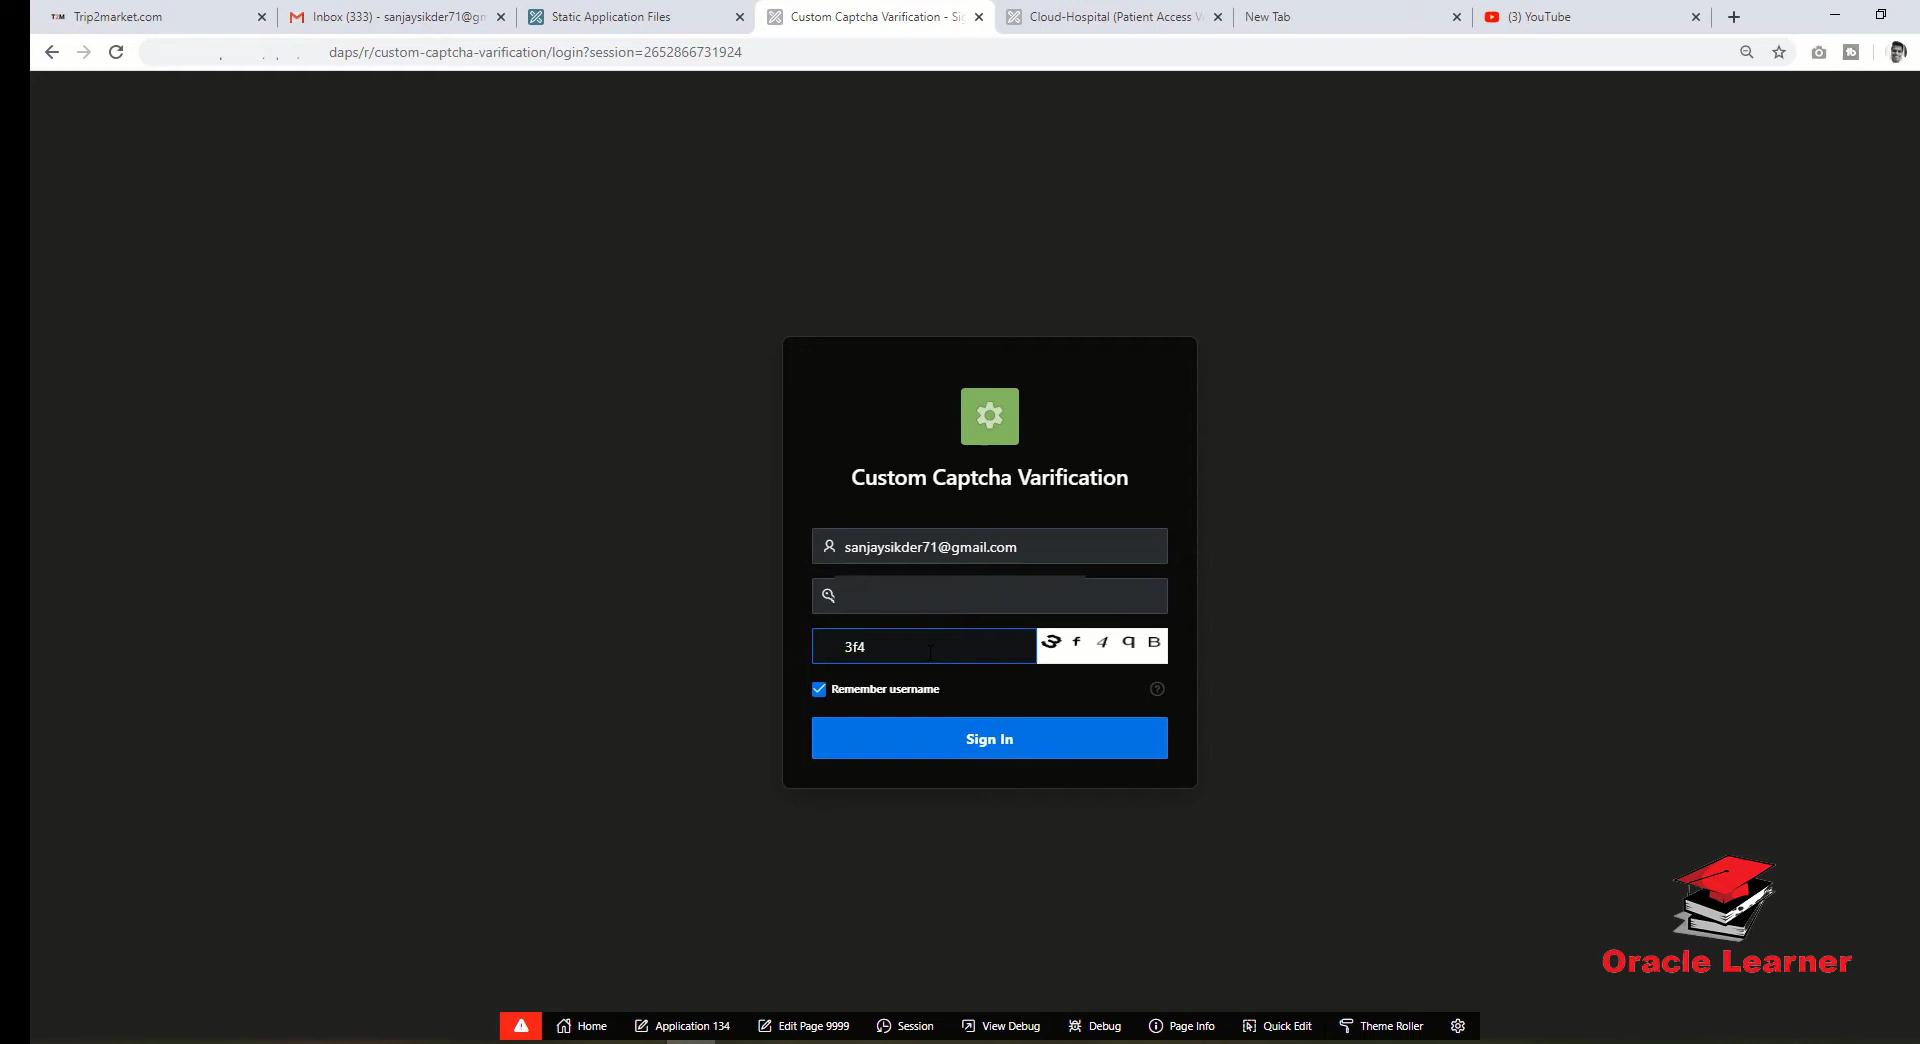 T2M Trip2market.com
Inbox (333) - sanjaysikder71@gm
Static Application Files
Custom Captcha Varification - Si
Cloud-Hospital (Patient Access V
New Tab
(3) YouTube
daps/r/custom-captcha-varification/login?session=2652866731924
Custom Captcha Varification
sanjaysikder71@gmail.com
3f4
3 f 4 q B
Remember username
Sign In
Oracle Learner
Home
Application 134
Edit Page 9999
Session
View Debug
Debug
Page Info
Quick Edit
Theme Roller